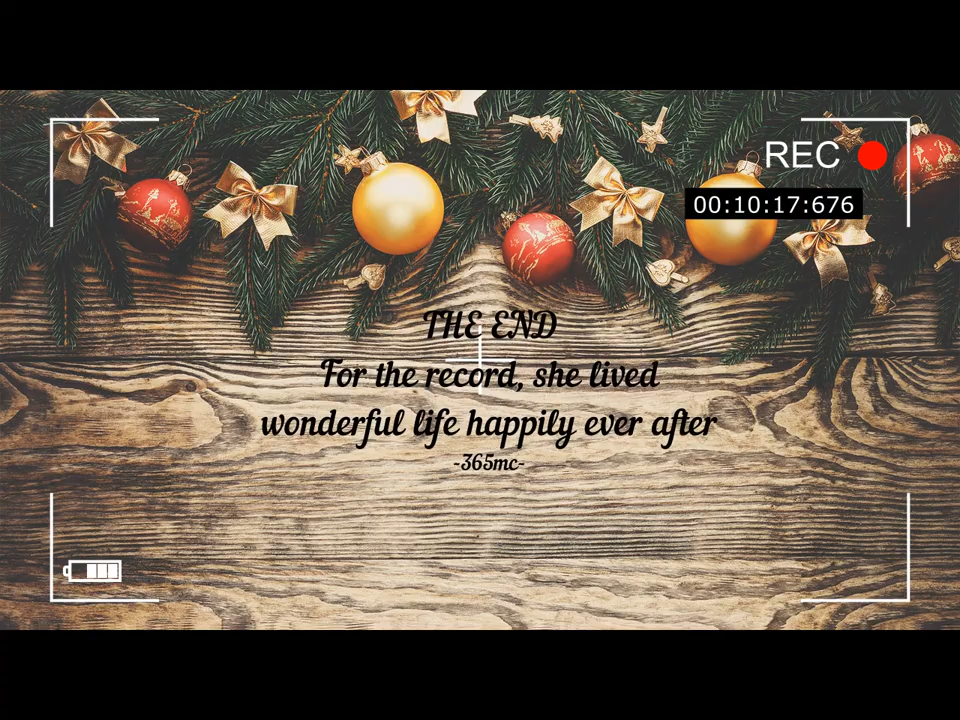 REC
00:10:17:676
THE END
For the record, she lived
wonderful life happily ever after
-365mc-